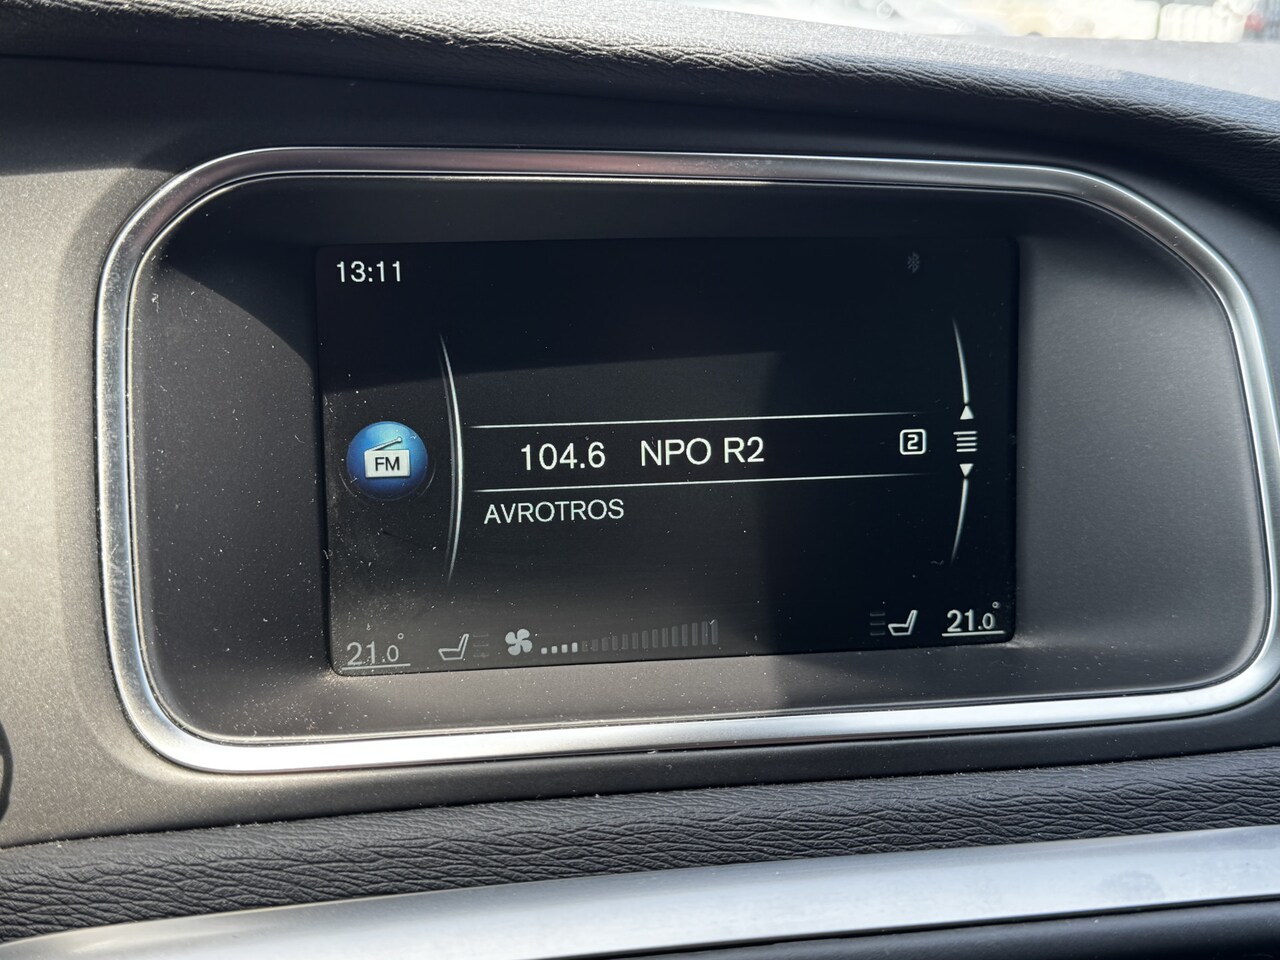 13:11
FM
104.6 NPO R2 2
AVROTROS
21.0° 21.0°